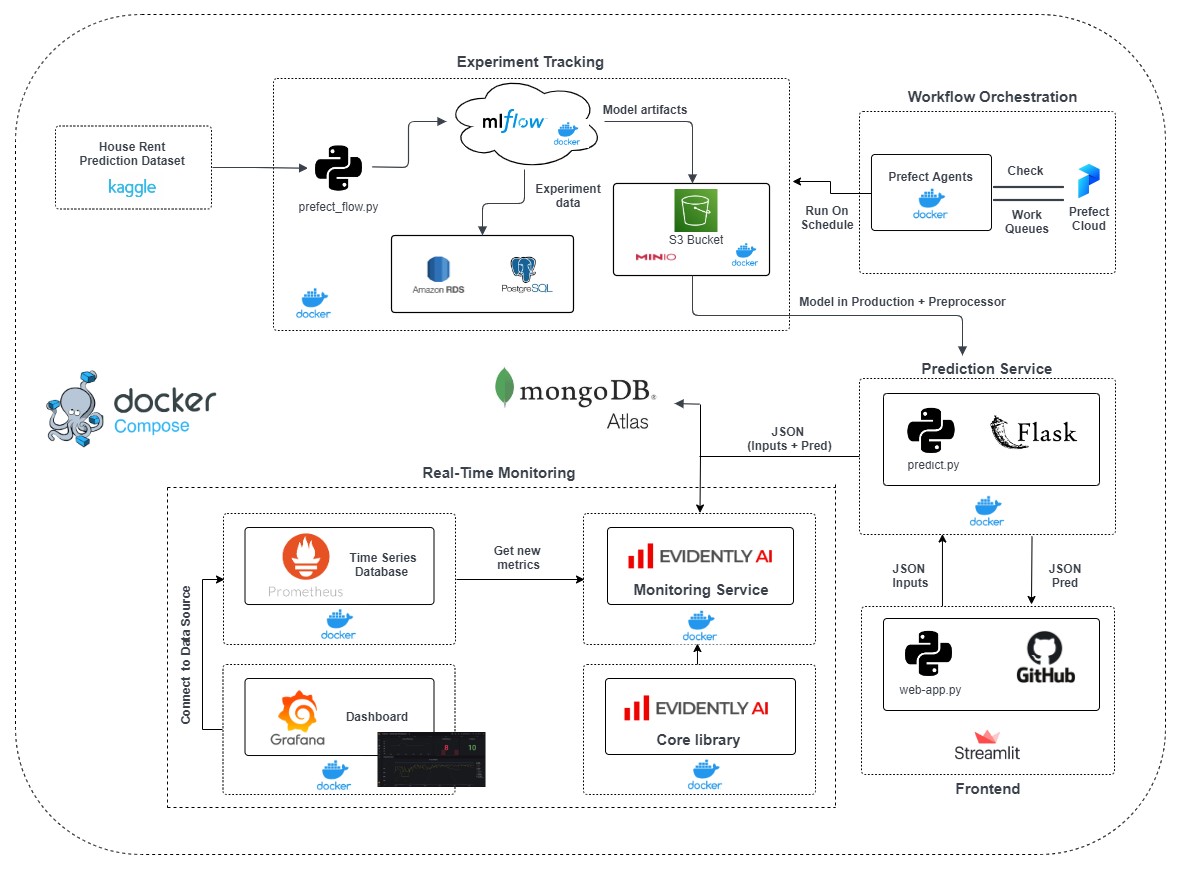 Experiment Tracking
House Rent
Prediction Dataset
kaggle
prefect_flow.py
mlflow
docker
Model artifacts
Experiment
data
Amazon RDS
PostgreSQL
docker
S3 Bucket
MINIO
docker
Workflow Orchestration
Prefect Agents
docker
Check
Work
Queues
Prefect
Cloud
Run On
Schedule
Model in Production + Preprocessor
docker
Compose
mongoDB®
Atlas
JSON
(Inputs + Pred)
Prediction Service
predict.py
Flask
docker
JSON
Inputs
JSON
Pred
web-app.py
GitHub
Streamlit
Frontend
Real-Time Monitoring
Connect to Data Source
Prometheus
Time Series
Database
docker
Get new
metrics
EVIDENTLY AI
Monitoring Service
docker
Grafana
Dashboard
docker
8
10
EVIDENTLY AI
Core library
docker